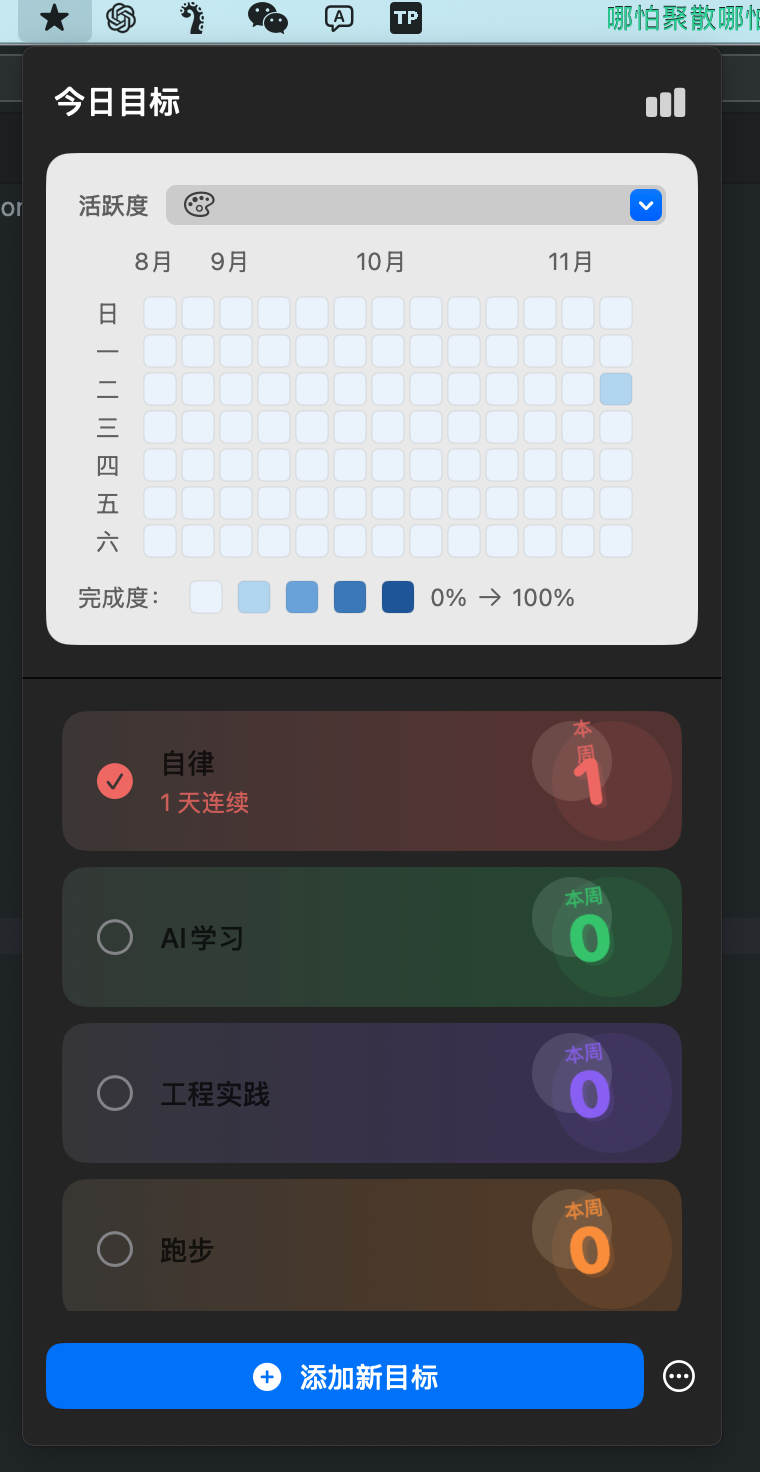 A
TP
哪怕聚散哪怕
or
今日目标
活跃度
8月 9月 10月 11月
日
一
二
三
四
五
六
完成度： 0% → 100%
自律
1 天连续
本周
1
AI 学习
本周
0
工程实践
本周
0
跑步
本周
0
添加新目标